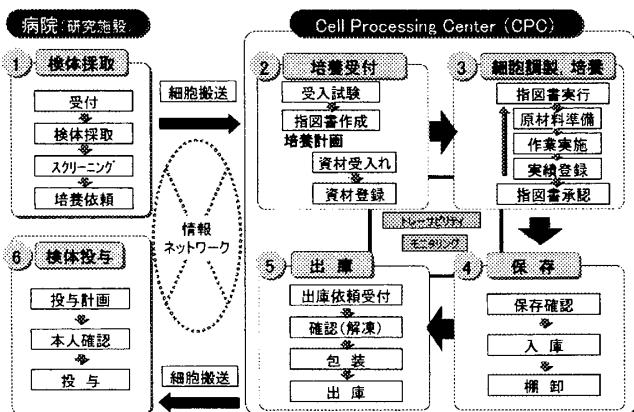 病院(研究施設)
Cell Processing Center (CPC)
1 検体採取
受付
検体採取
スクリーニング
培養依頼
細胞搬送
2 培養受付
受入試験
指図書作成
培養計画
資材受入れ
資材登録
3 細胞調製, 培養
指図書実行
原材料準備
作業実施
実績登録
指図書承認
情報
ネットワーク
トレーサビリティ
モニタリング
6 検体投与
投与計画
本人確認
投 与
細胞搬送
5 出 庫
出庫依頼受付
確認(解凍)
包 装
出 庫
4 保 存
保存確認
入 庫
棚 卸